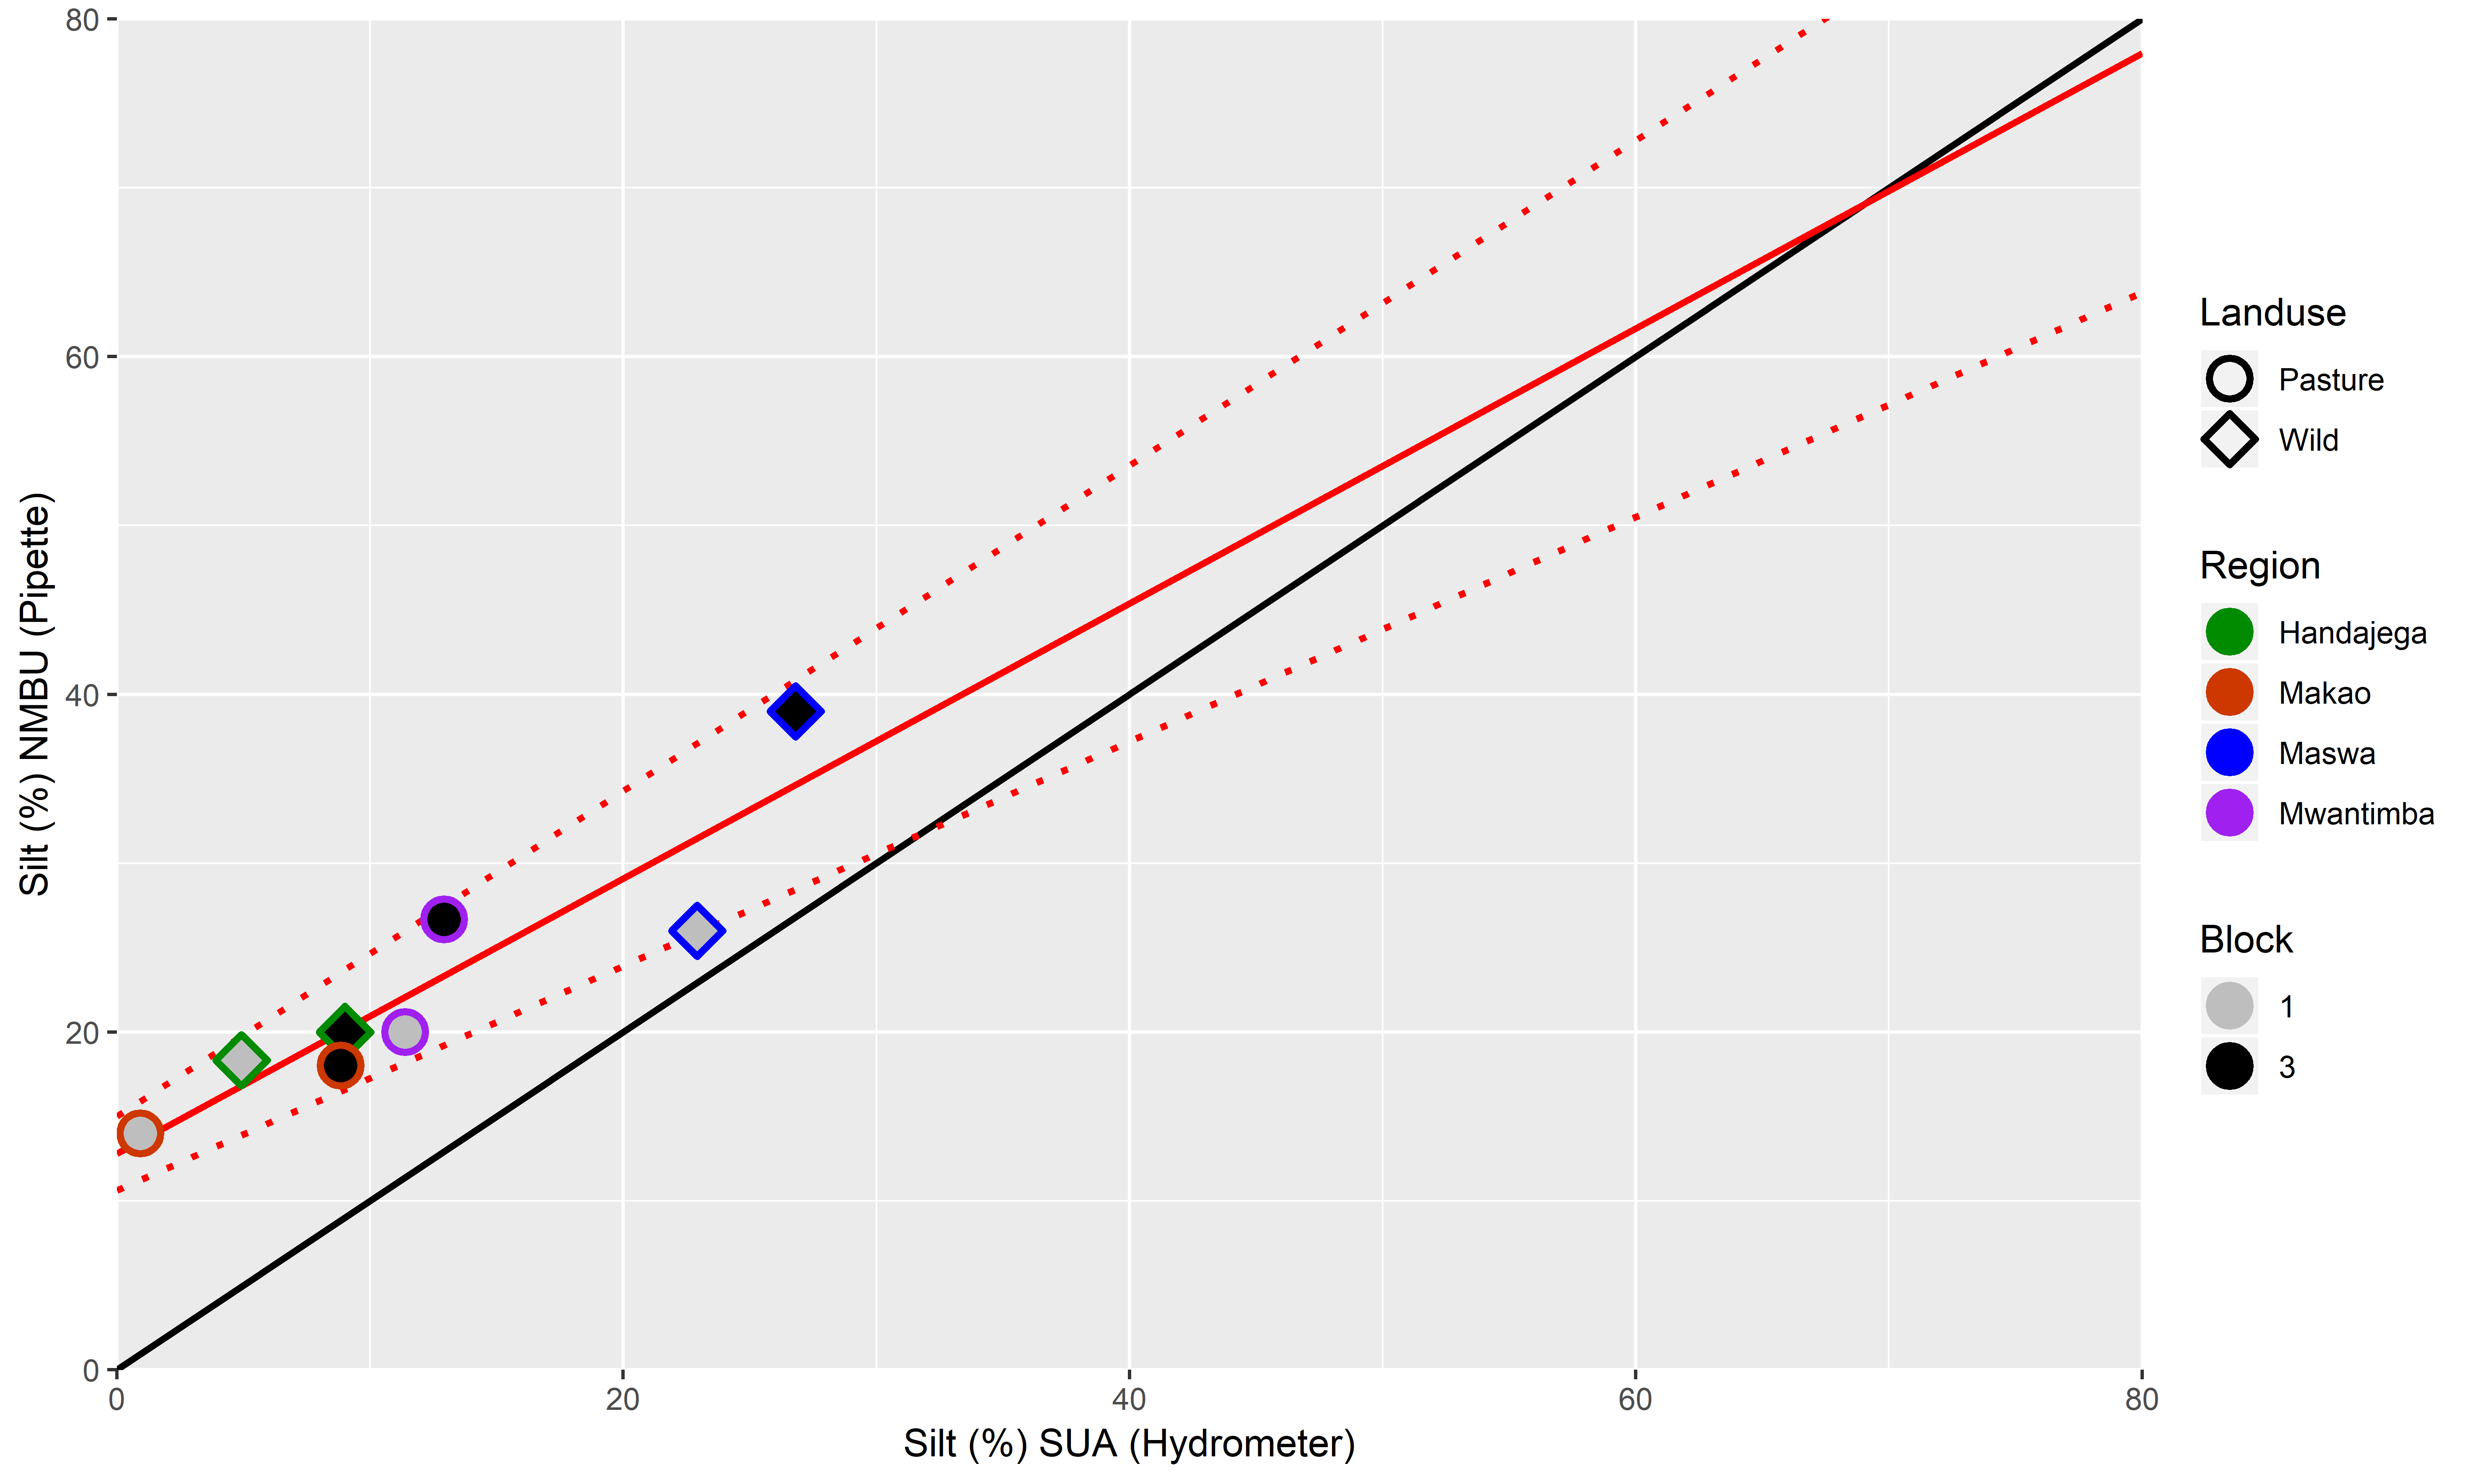 80
60
40
20
0
0 20 40 60 80
Silt (%) NMBU (Pipette)
Silt (%) SUA (Hydrometer)
Landuse
Pasture
Wild
Region
Handajega
Makao
Maswa
Mwantimba
Block
1
3